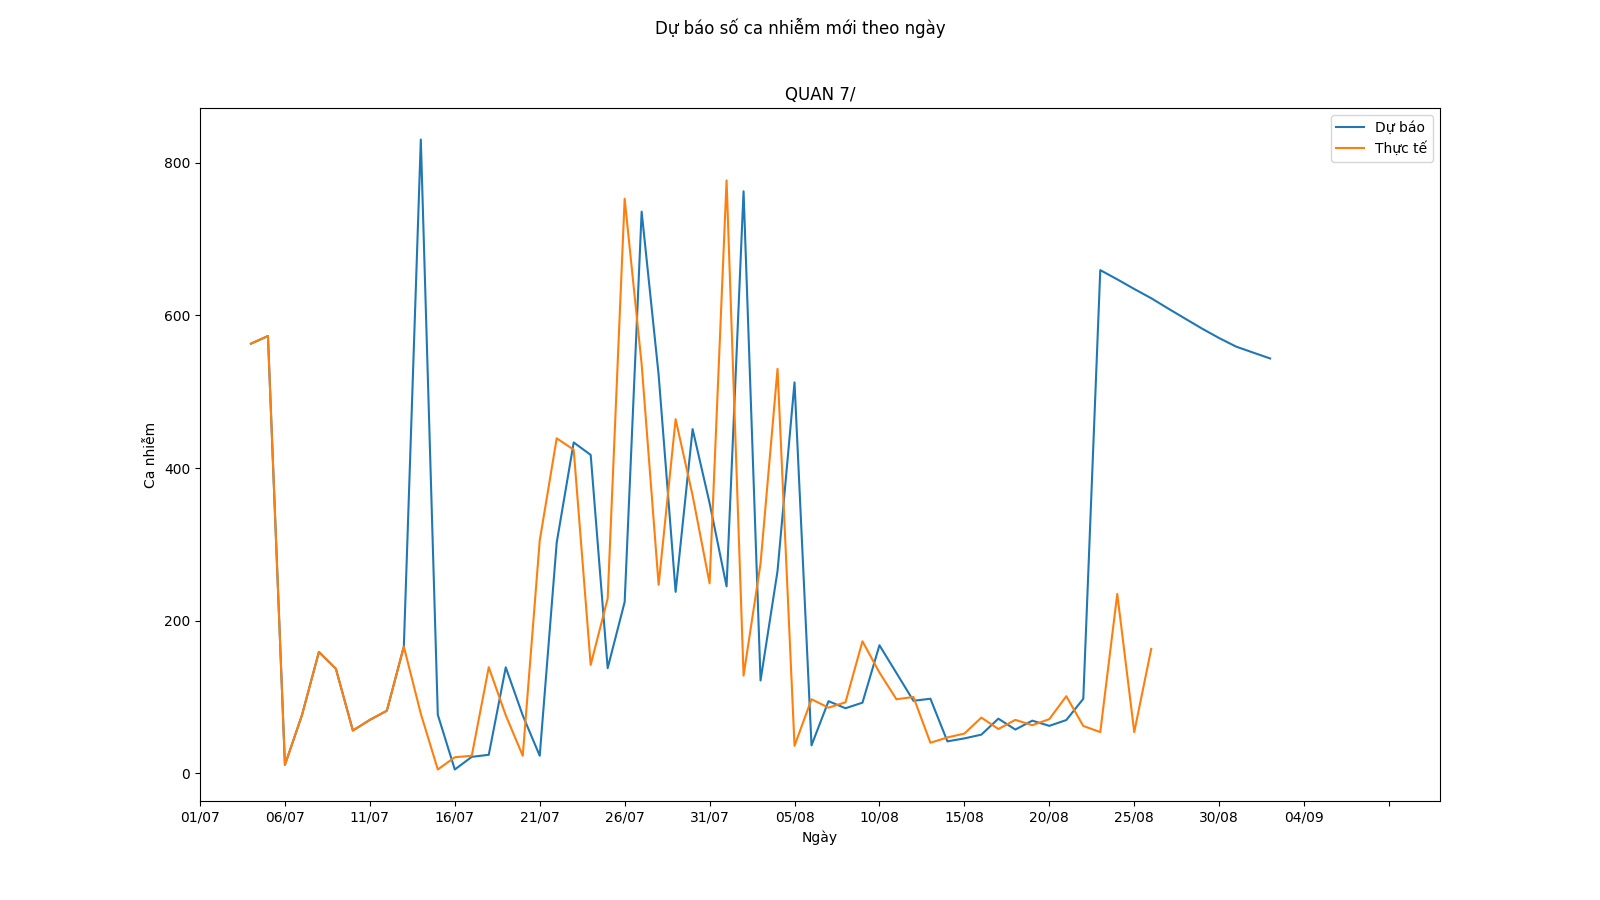 Dự báo số ca nhiễm mới theo ngày
QUAN 7/
Dự báo
Thực tế
800
600
400
200
0
Ca nhiễm
01/07 06/07 11/07 16/07 21/07 26/07 31/07 05/08 10/08 15/08 20/08 25/08 30/08 04/09
Ngày